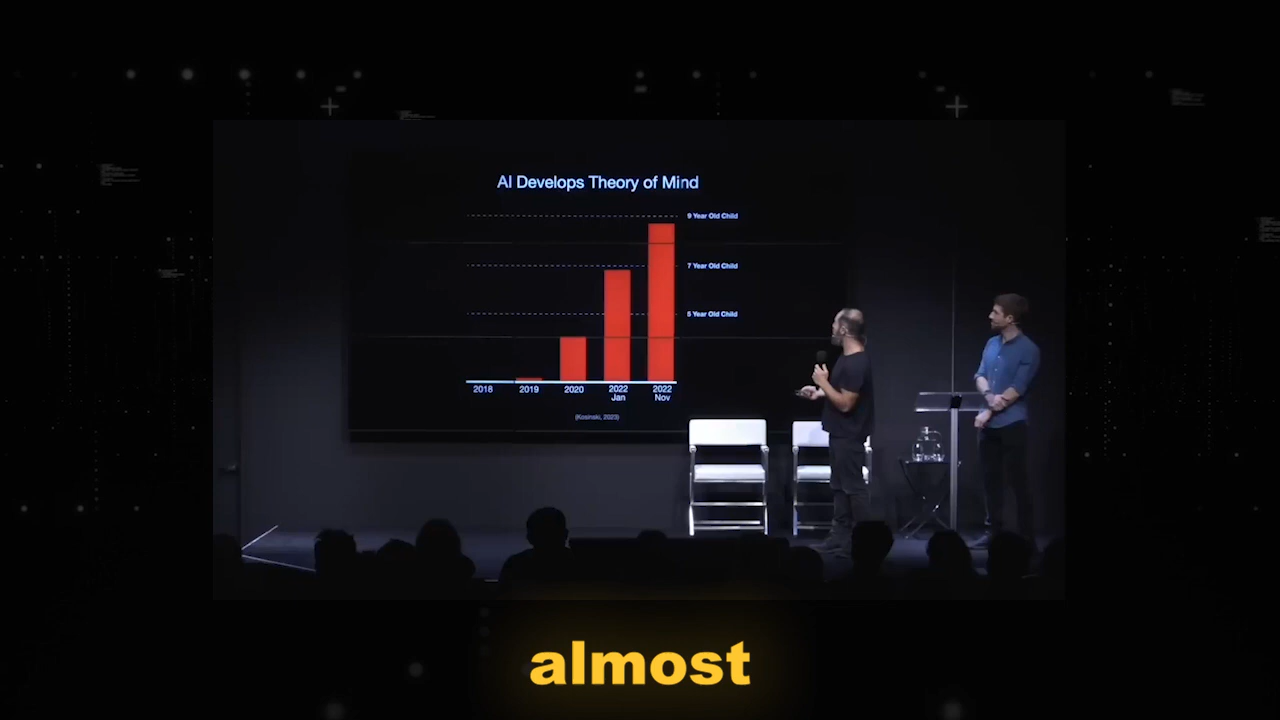 AI Develops Theory of Mind
9 Year Old Child
7 Year Old Child
5 Year Old Child
2018 2019 2020 2022 2022
Jan Nov
(Kosinski, 2023)
almost